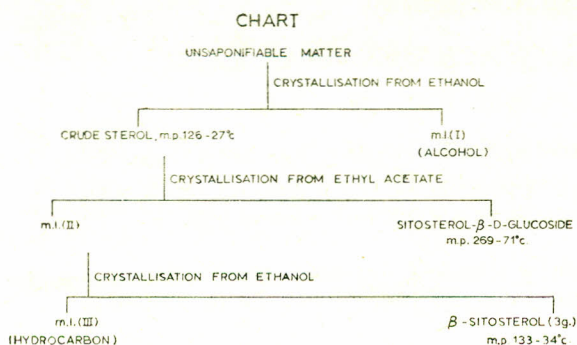 CHART
UNSAPONIFIABLE MATTER
CRYSTALLISATION FROM ETHANOL
CRUDE STEROL, m.p. 126-27°c
m.l.(I)
(ALCOHOL)
CRYSTALLISATION FROM ETHYL ACETATE
m.l.(II)
SITOSTEROL-β-D-GLUCOSIDE
m.p. 269-71°c.
CRYSTALLISATION FROM ETHANOL
m.l.(III)
(HYDROCARBON)
β-SITOSTEROL (3g.)
m.p. 133-34°c.